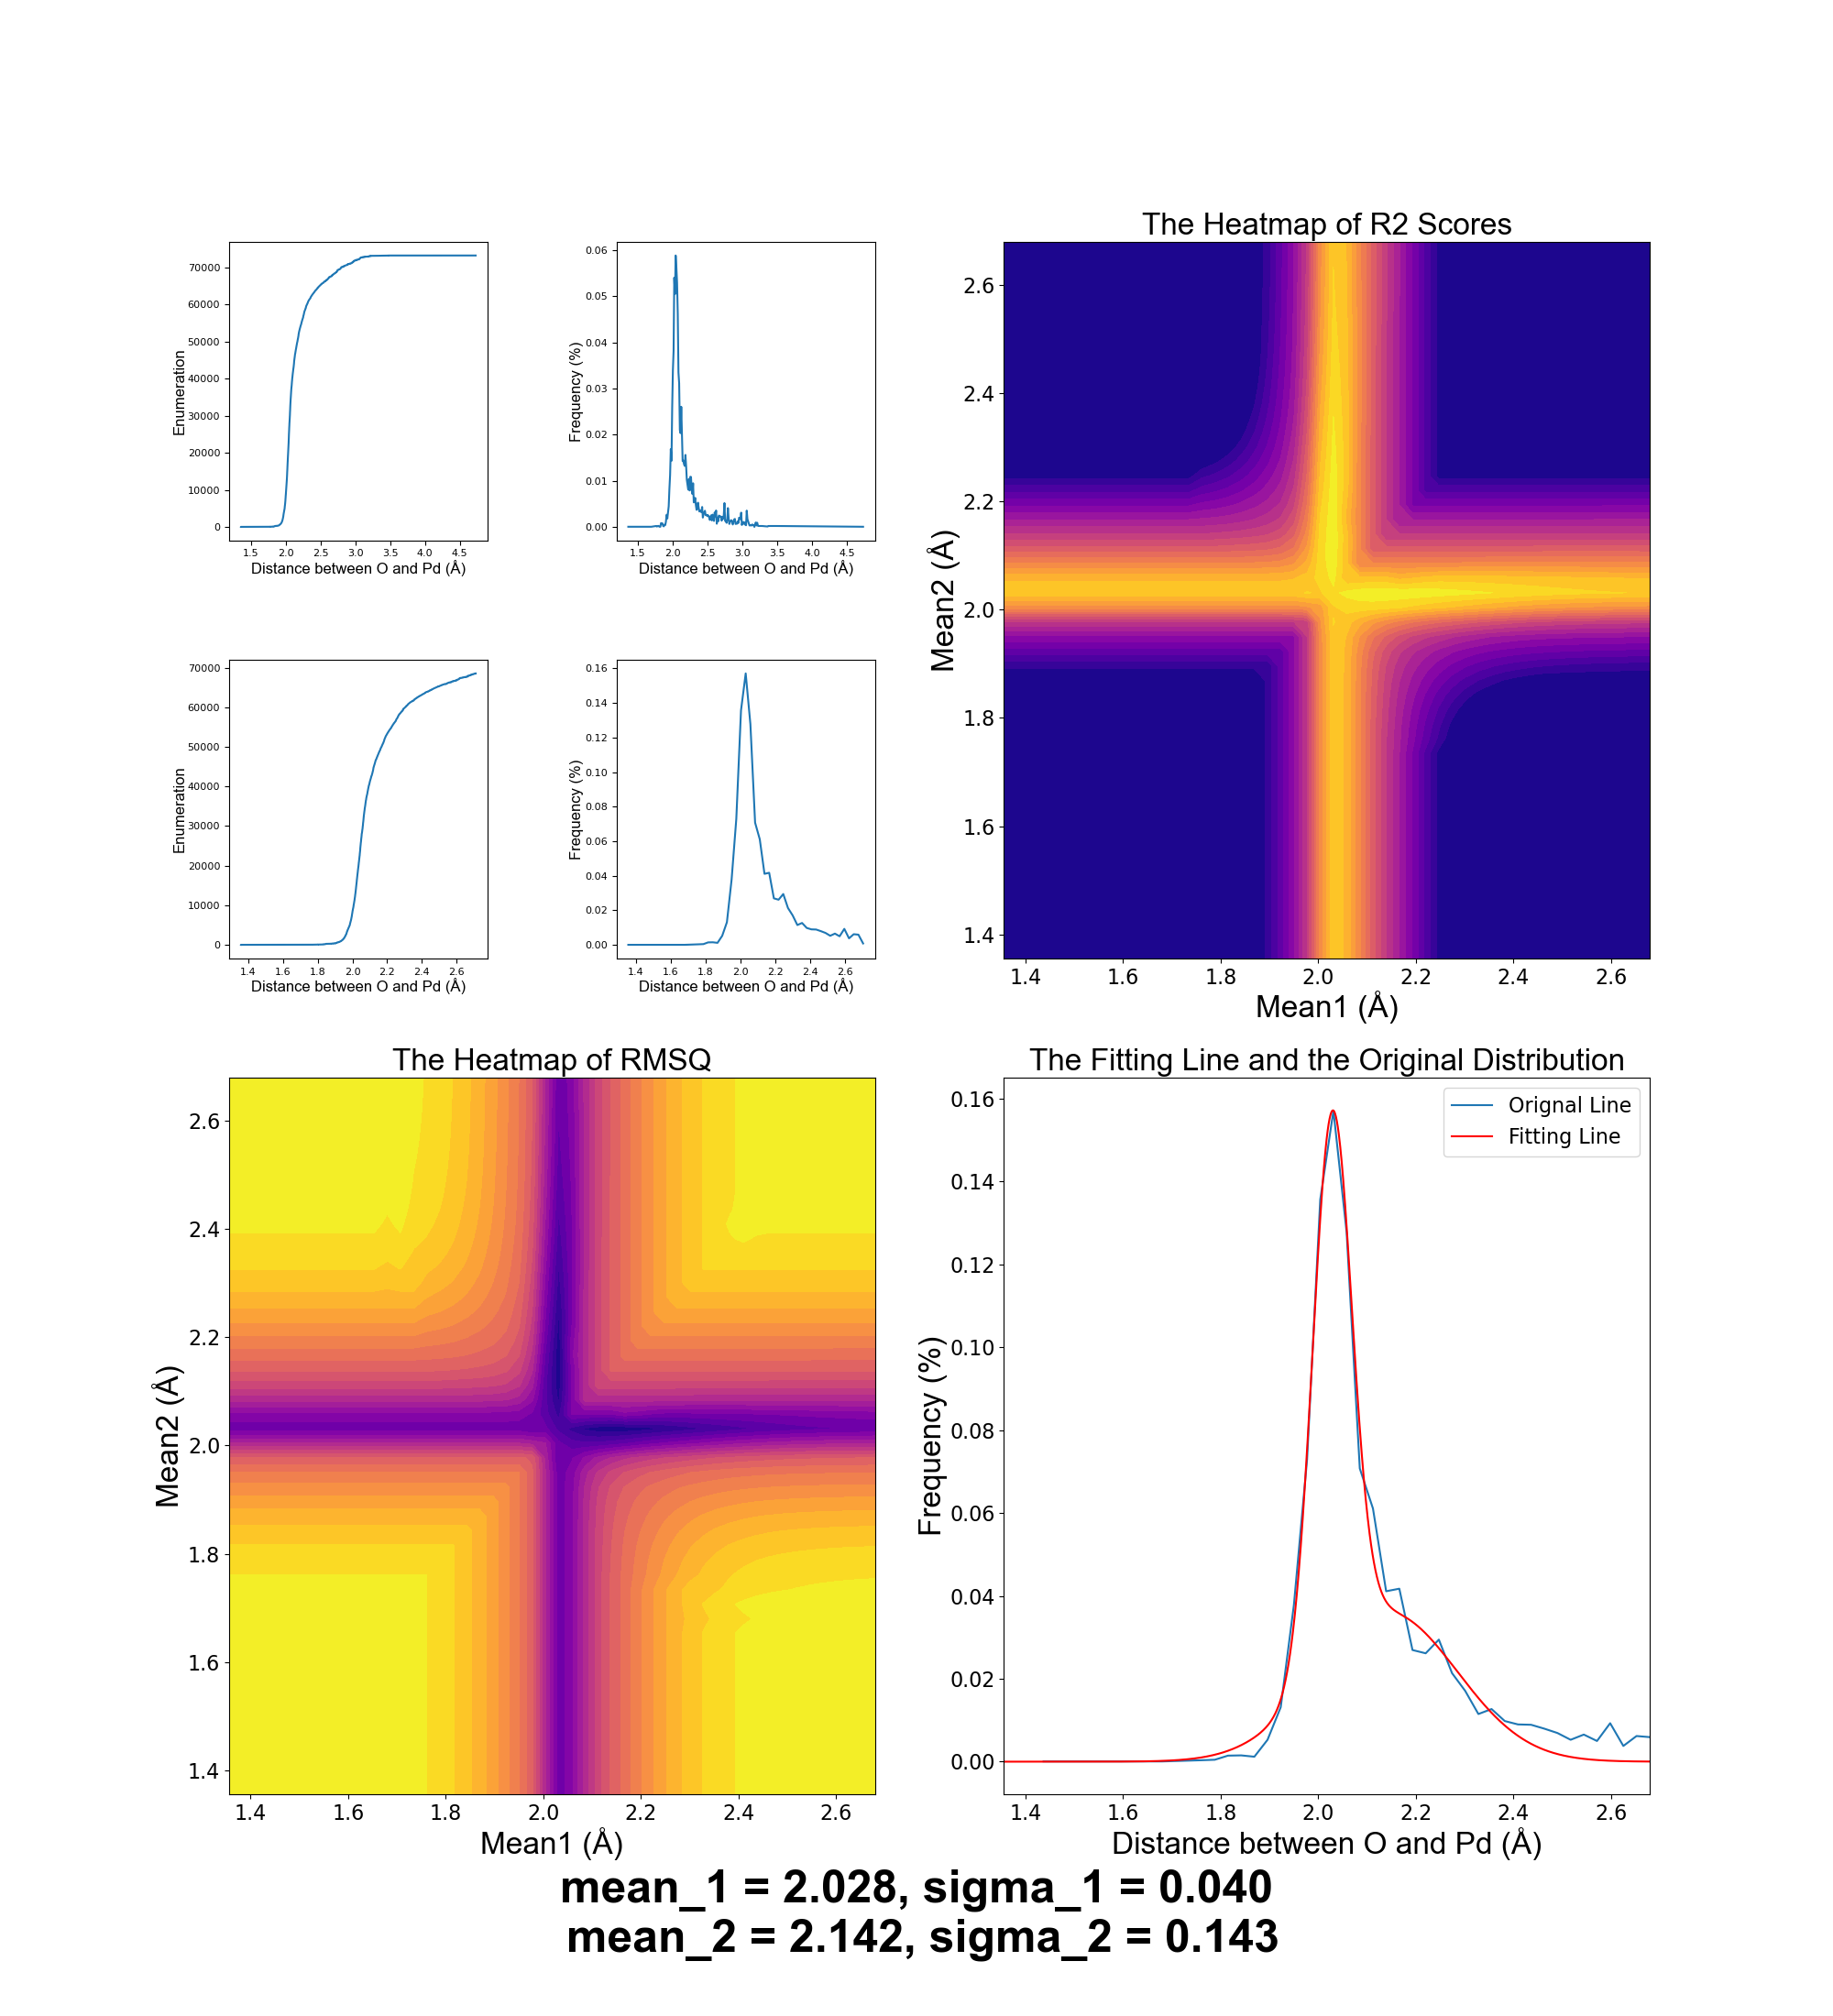 70000
60000
50000
40000
30000
20000
10000
0
Enumeration
1.5 2.0 2.5 3.0 3.5 4.0 4.5
Distance between O and Pd (Å)
0.06
0.05
0.04
0.03
0.02
0.01
0.00
Frequency (%)
1.5 2.0 2.5 3.0 3.5 4.0 4.5
Distance between O and Pd (Å)
The Heatmap of R2 Scores
2.6
2.4
2.2
2.0
1.8
1.6
1.4
Mean2 (Å)
1.4 1.6 1.8 2.0 2.2 2.4 2.6
Mean1 (Å)
70000
60000
50000
40000
30000
20000
10000
0
Enumeration
1.4 1.6 1.8 2.0 2.2 2.4 2.6
Distance between O and Pd (Å)
0.16
0.14
0.12
0.10
0.08
0.06
0.04
0.02
0.00
Frequency (%)
1.4 1.6 1.8 2.0 2.2 2.4 2.6
Distance between O and Pd (Å)
The Heatmap of RMSQ
2.6
2.4
2.2
2.0
1.8
1.6
1.4
Mean2 (Å)
1.4 1.6 1.8 2.0 2.2 2.4 2.6
Mean1 (Å)
The Fitting Line and the Original Distribution
Orignal Line
Fitting Line
0.16
0.14
0.12
0.10
0.08
0.06
0.04
0.02
0.00
Frequency (%)
1.4 1.6 1.8 2.0 2.2 2.4 2.6
Distance between O and Pd (Å)
mean_1 = 2.028, sigma_1 = 0.040
mean_2 = 2.142, sigma_2 = 0.143